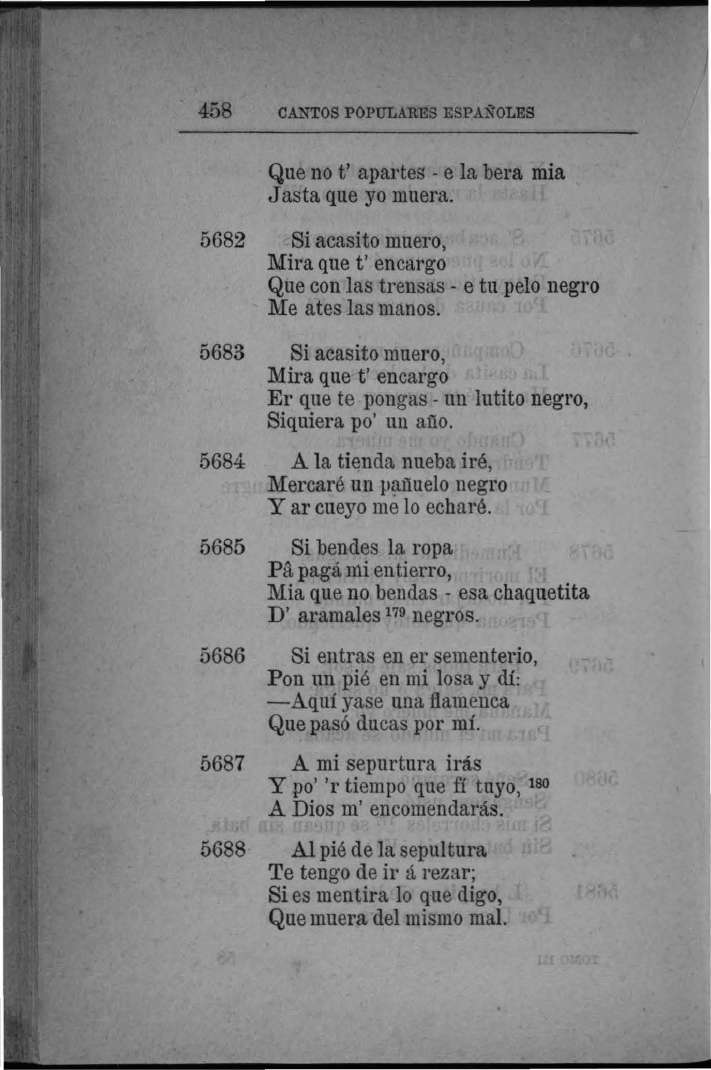 458 CANTOS POPULARES ESPAÑOLES
Que no t' apartes - e la bera mia
Jasta que yo muera.
5682 Si acasito muero,
Mira que t' encargo
Que con las trensas - e tu pelo negro
Me ates las manos.
5683 Si acasito muero,
Mira que t' encargo
Er que te pongas - un lutito negro,
Siquiera po' un año.
5684 A la tienda nueba iré,
Mercaré un pañuelo negro
Y ar cueyo me lo echaré.
5685 Si bendes la ropa
Pâ pagá mi entierro,
Mia que no bendas - esa chaquetita
D' aramales 179 negros.
5686 Si entras en er sementerio,
Pon un pié en mi losa y dí:
—Aquí yase una flamenca
Que pasó ducas por mí.
5687 A mi sepurtura irás
Y po' 'r tiempo que fí tuyo, 180
A Dios m' encomendarás.
5688 Al pié de la sepultura
Te tengo de ir á rezar;
Si es mentira lo que digo,
Que muera del mismo mal.